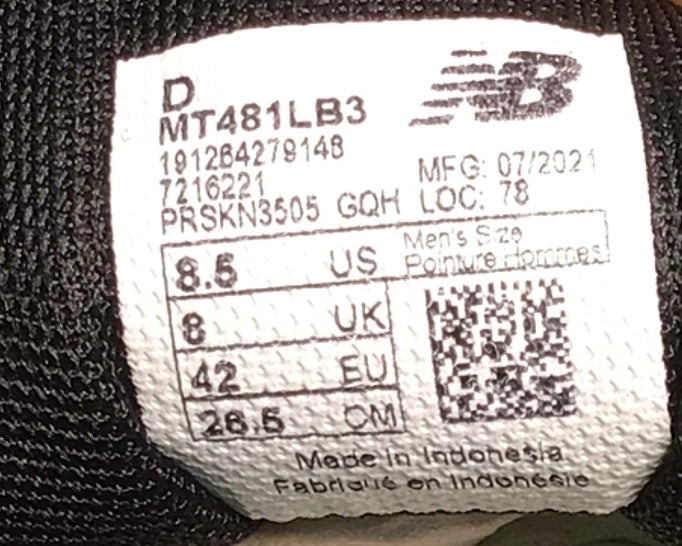 D
NB
MT481LB3
191264279148
7216221
MFG: 07/2021
PRSKN3505 GQH LOC: 78
8.5 US Men's Size
Pointure Hommes
8 UK
42 EU
26.5 CM
Made in Indonesia
Fabriqué en Indonésie